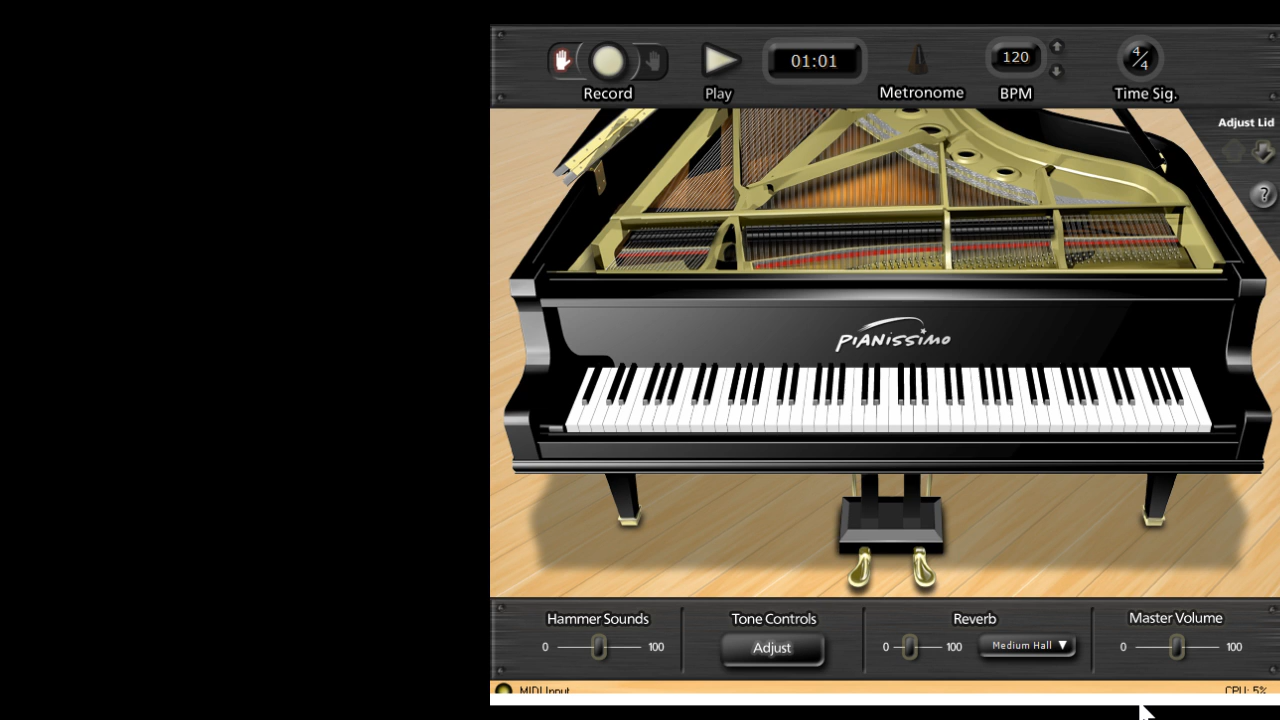 01:01
120
4/4
Record
Play
Metronome
BPM
Time Sig.
Adjust Lid
?
PiANiSSiMO
Hammer Sounds
Tone Controls
Reverb
Master Volume
0
100
Adjust
0
100
Medium Hall ▼
0
100
MIDI Input
CPU: 5%